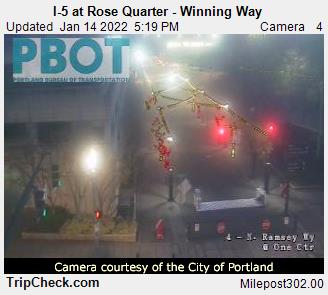 I-5 at Rose Quarter - Winning Way
Updated Jan 14 2022 5:19 PM Camera 4
PBOT
PORTLAND BUREAU OF TRANSPORTATION
4 - N. Ramsey Wy
@ One Ctr
Camera courtesy of the City of Portland
TripCheck.com Milepost302.00